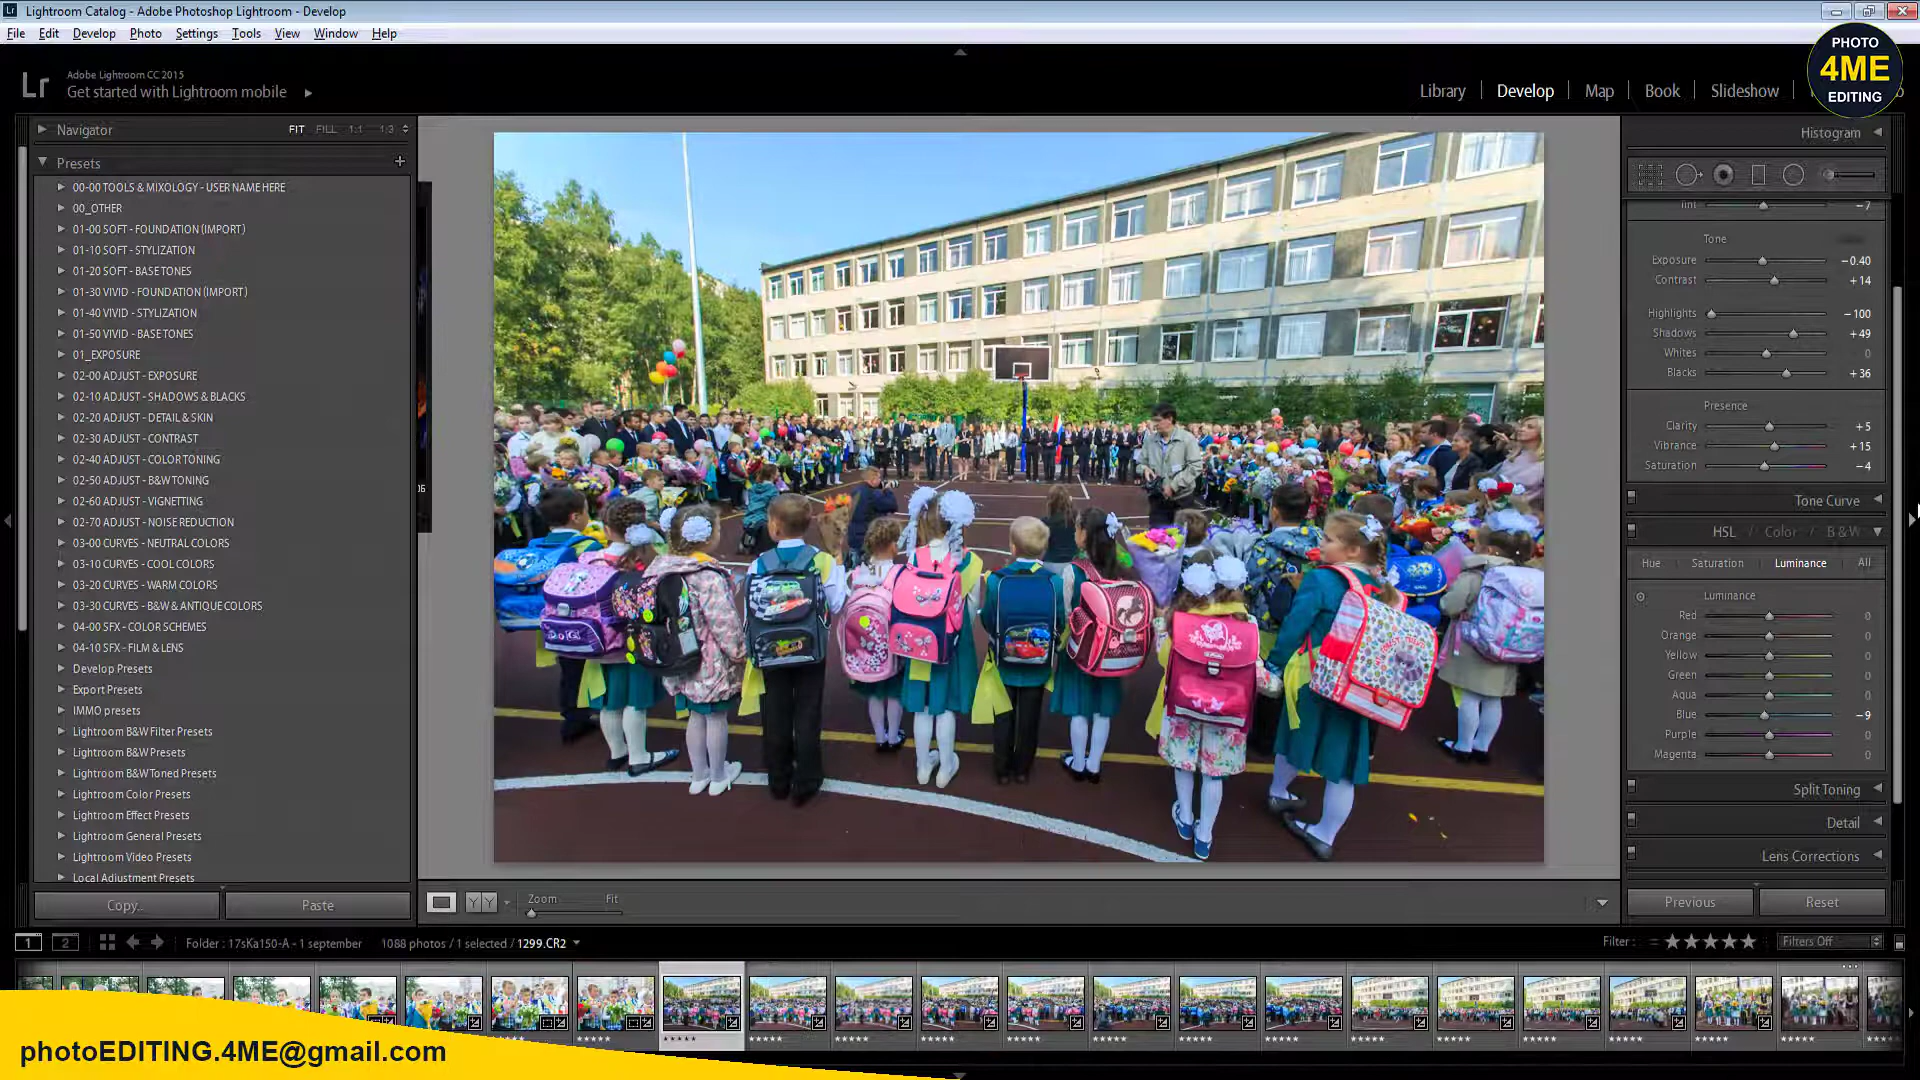 Lightroom Catalog - Adobe Photoshop Lightroom - Develop
File Edit Develop Photo Settings Tools View Window Help
PHOTO
4ME
EDITING
Lr
Adobe Lightroom CC 2015
Get started with Lightroom mobile
Library Develop Map Book Slideshow
Navigator FIT FILL 1:1 1:3
Presets
00-00 TOOLS & MIXOLOGY - USER NAME HERE
00_OTHER
01-00 SOFT - FOUNDATION (IMPORT)
01-10 SOFT - STYLIZATION
01-20 SOFT - BASE TONES
01-30 VIVID - FOUNDATION (IMPORT)
01-40 VIVID - STYLIZATION
01-50 VIVID - BASE TONES
01_EXPOSURE
02-00 ADJUST - EXPOSURE
02-10 ADJUST - SHADOWS & BLACKS
02-20 ADJUST - DETAIL & SKIN
02-30 ADJUST - CONTRAST
02-40 ADJUST - COLOR TONING
02-50 ADJUST - B&W TONING
02-60 ADJUST - VIGNETTING
02-70 ADJUST - NOISE REDUCTION
03-00 CURVES - NEUTRAL COLORS
03-10 CURVES - COOL COLORS
03-20 CURVES - WARM COLORS
03-30 CURVES - B&W & ANTIQUE COLORS
04-00 SFX - COLOR SCHEMES
04-10 SFX - FILM & LENS
Develop Presets
Export Presets
IMMO presets
Lightroom B&W Filter Presets
Lightroom B&W Presets
Lightroom B&W Toned Presets
Lightroom Color Presets
Lightroom Effect Presets
Lightroom General Presets
Lightroom Video Presets
Local Adjustment Presets
Copy... Paste
Histogram
Tint -7
Tone
Exposure -0.40
Contrast +14
Highlights -100
Shadows +49
Whites 0
Blacks +36
Presence
Clarity +5
Vibrance +15
Saturation -4
Tone Curve
HSL / Color / B & W
Hue Saturation Luminance All
Luminance
Red 0
Orange 0
Yellow 0
Green 0
Aqua 0
Blue -9
Purple 0
Magenta 0
Split Toning
Detail
Lens Corrections
Previous Reset
Y Y Zoom Fit
1 2 Folder : 17sKa150-A - 1 september 1088 photos / 1 selected / 1299.CR2
Filter : Filters Off
photoEDITING.4ME@gmail.com